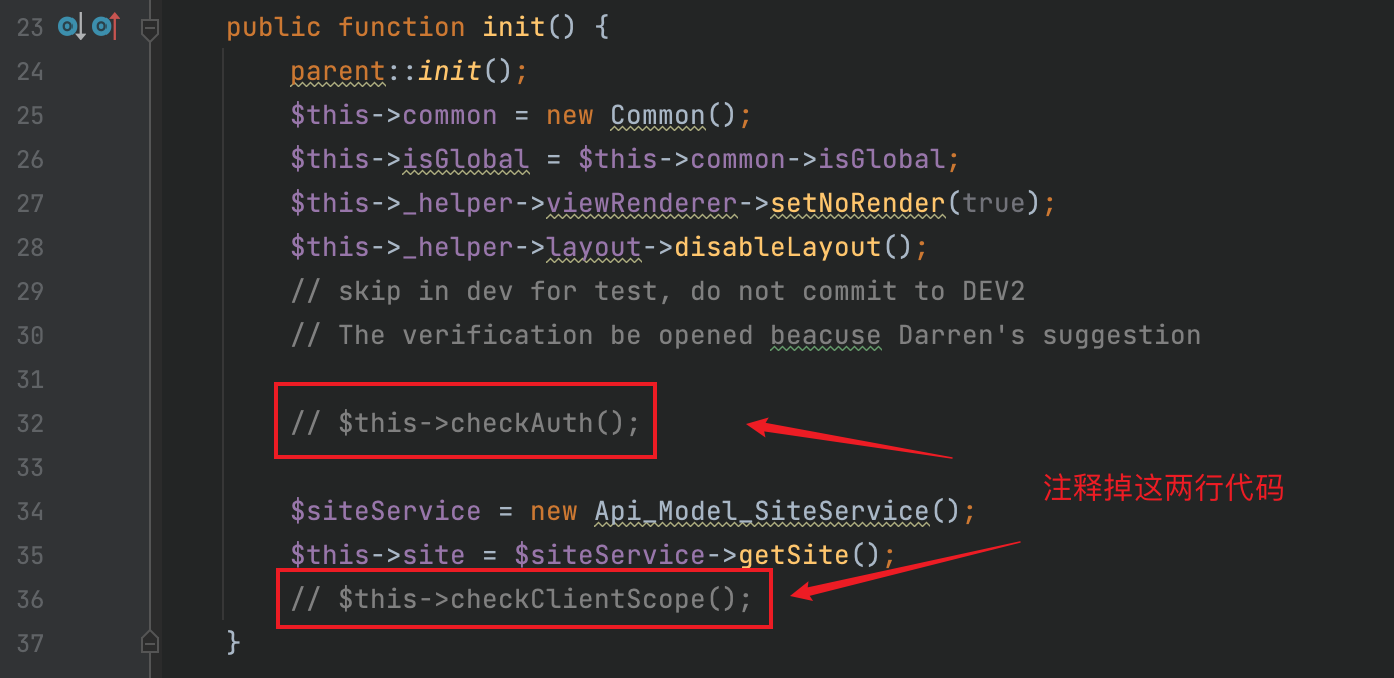 23 public function init() {
24 parent::init();
25 $this->common = new Common();
26 $this->isGlobal = $this->common->isGlobal;
27 $this->_helper->viewRenderer->setNoRender(true);
28 $this->_helper->layout->disableLayout();
29 // skip in dev for test, do not commit to DEV2
30 // The verification be opened beacuse Darren's suggestion
31
32 // $this->checkAuth();
33
注释掉这两行代码
34 $siteService = new Api_Model_SiteService();
35 $this->site = $siteService->getSite();
36 // $this->checkClientScope();
37 }